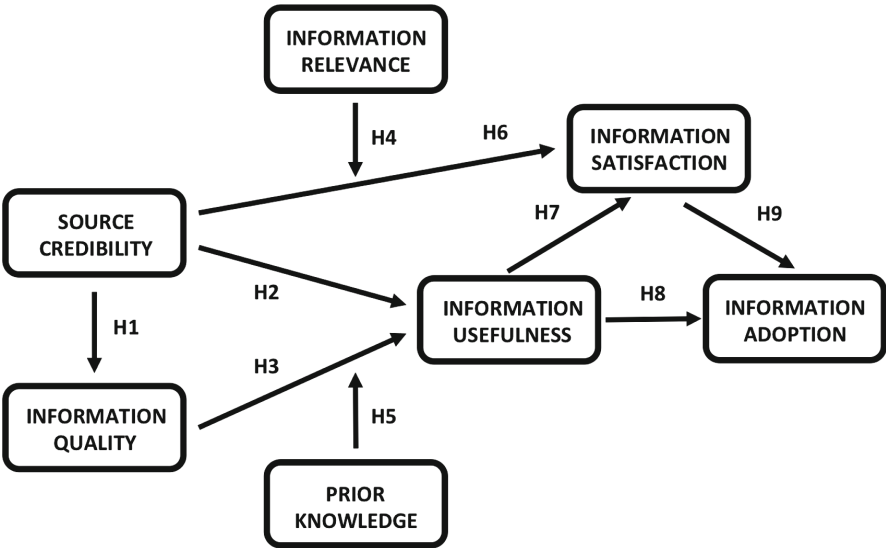 INFORMATION
RELEVANCE
H4
H6
INFORMATION
SATISFACTION
SOURCE
CREDIBILITY
H7
H9
H2
INFORMATION
USEFULNESS
H8
INFORMATION
ADOPTION
H1
H3
INFORMATION
QUALITY
H5
PRIOR
KNOWLEDGE